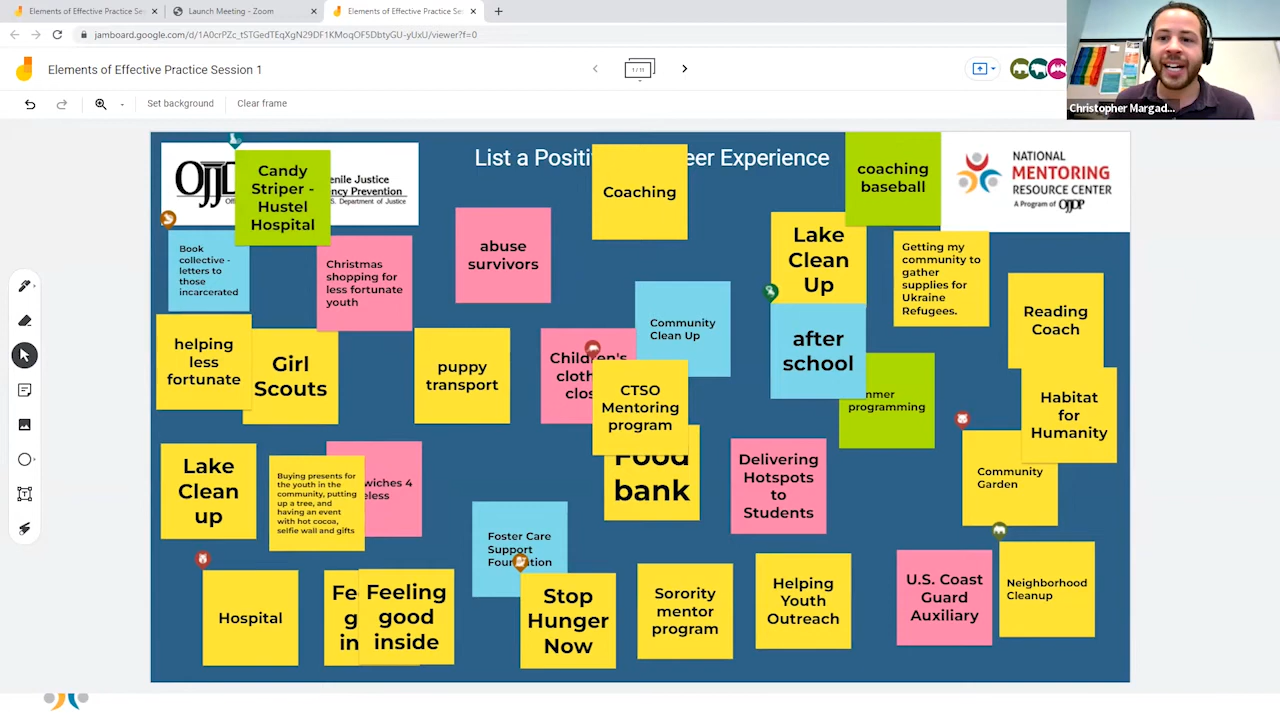 Elements of Effective Practice Se
Launch Meeting - Zoom
Elements of Effective Practice Se
jamboard.google.com/d/1A0crPZc_tSTGedTEqXgN29DF1KMoqOF5DbtyGU-yUxU/viewer?f=0
Elements of Effective Practice Session 1
1 / 11
Set background
Clear frame
Christopher Margad...
List a Positi eer Experience
OJJD
enile Justice
ncy Prevention
. Department of Justice
NATIONAL
MENTORING
RESOURCE CENTER
A Program of OJJDP
Candy
Striper -
Hustel
Hospital
Coaching
coaching
baseball
Book
collective -
letters to
those
incarcerated
Christmas
shopping for
less fortunate
youth
abuse
survivors
Lake
Clean
Up
Getting my
community to
gather
supplies for
Ukraine
Refugees.
Reading
Coach
helping
less
fortunate
Girl
Scouts
puppy
transport
Children's
cloth
clos
Community
Clean Up
after
school
CTSO
Mentoring
program
mmer
programming
Habitat
for
Humanity
Lake
Clean
up
Buying presents for
the youth in the
community, putting
up a tree, and
having an event
with hot cocoa,
selfie wall and gifts
wiches 4
eless
Food
bank
Delivering
Hotspots
to
Students
Community
Garden
Foster Care
Support
Foundation
Hospital
Fe
g
in
Feeling
good
inside
Stop
Hunger
Now
Sorority
mentor
program
Helping
Youth
Outreach
U.S. Coast
Guard
Auxiliary
Neighborhood
Cleanup